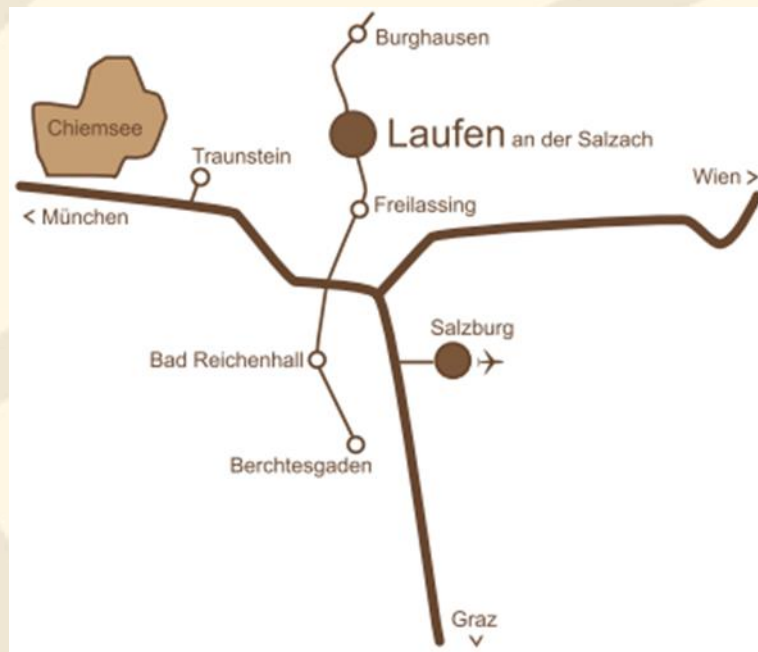 Burghausen
Chiemsee
Laufen an der Salzach
Traunstein
Wien >
Freilassing
< München
Salzburg
Bad Reichenhall
Berchtesgaden
Graz